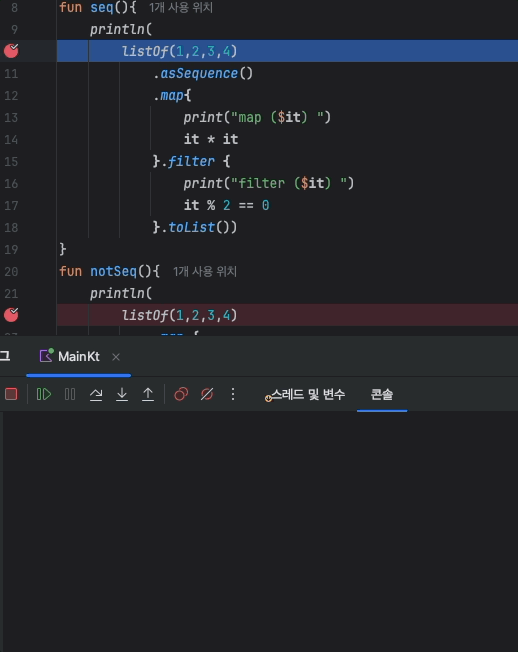 8 fun seq(){ 1개 사용 위치
9 println(
listOf(1,2,3,4)
11 .asSequence()
12 .map{
13 print("map ($it) ")
14 it * it
15 }.filter {
16 print("filter ($it) ")
17 it % 2 == 0
18 }.toList())
19 }
20 fun notSeq(){ 1개 사용 위치
21 println(
listOf(1,2,3,4)
그 MainKt ×
스레드 및 변수 콘솔